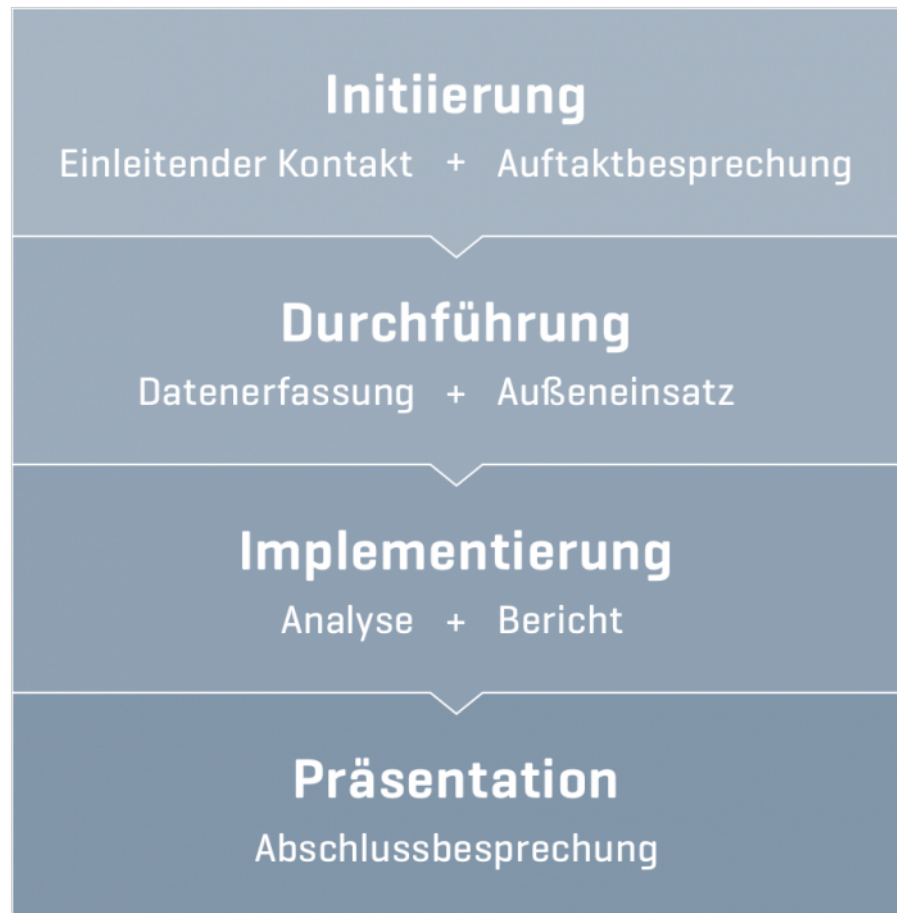 Initiierung
Einleitender Kontakt + Auftaktbesprechung
Durchführung
Datenerfassung + Außeneinsatz
Implementierung
Analyse + Bericht
Präsentation
Abschlussbesprechung